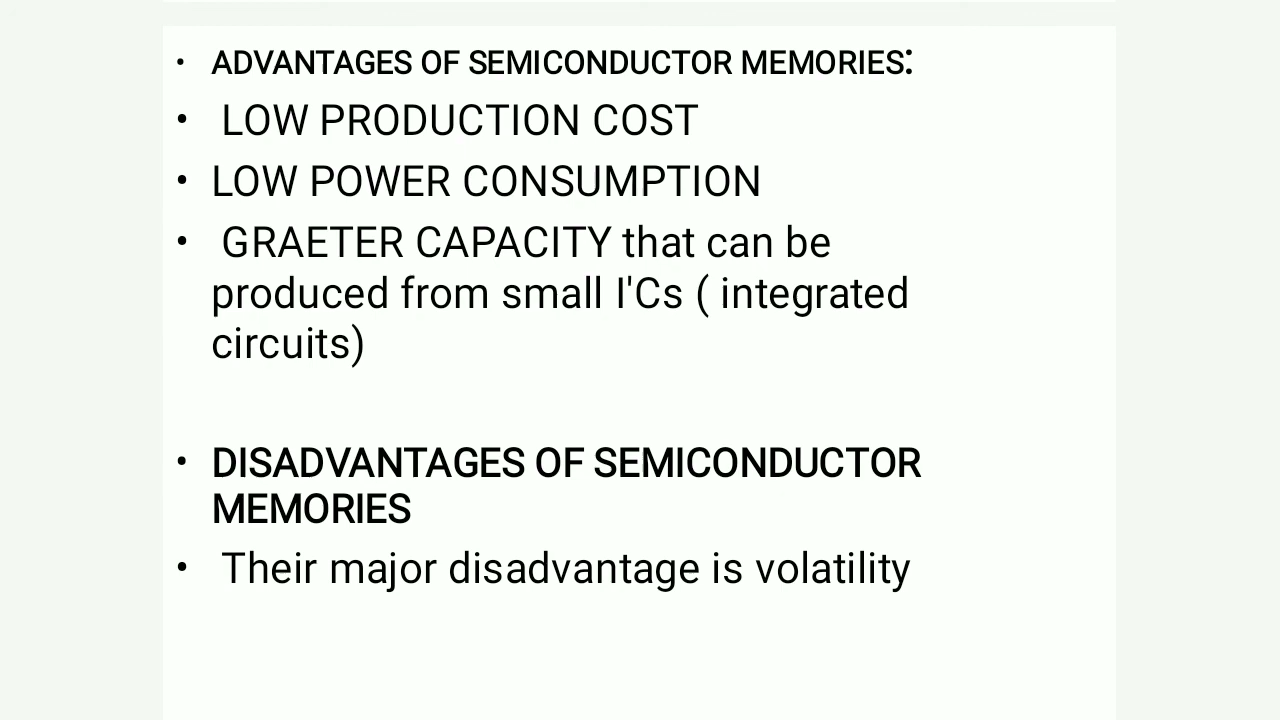 • ADVANTAGES OF SEMICONDUCTOR MEMORIES:
• LOW PRODUCTION COST
• LOW POWER CONSUMPTION
• GRAETER CAPACITY that can be
produced from small I'Cs ( integrated
circuits)
• DISADVANTAGES OF SEMICONDUCTOR
MEMORIES
• Their major disadvantage is volatility